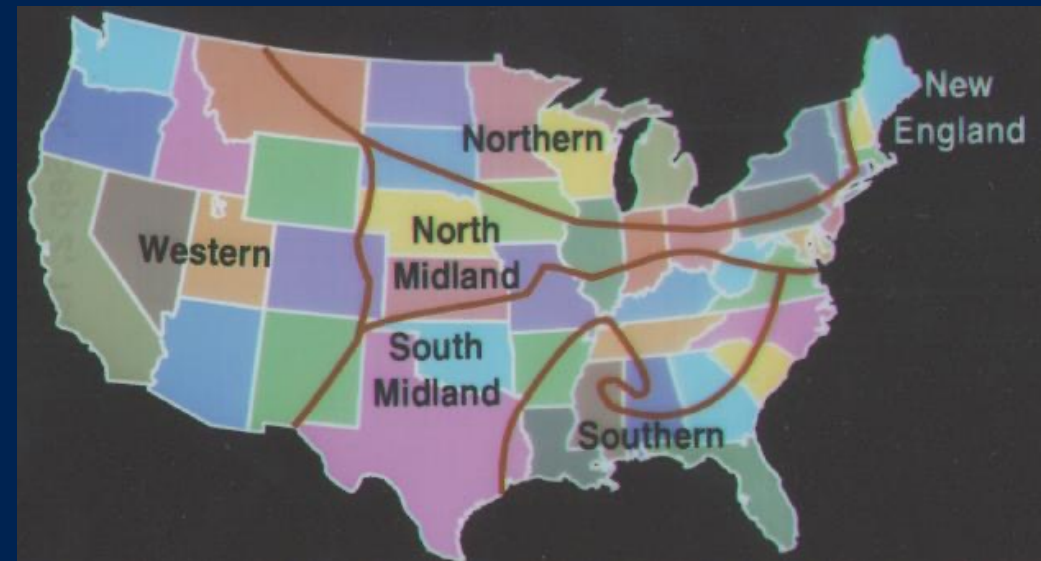 New
England
Northern
North
Midland
Western
South
Midland
Southern